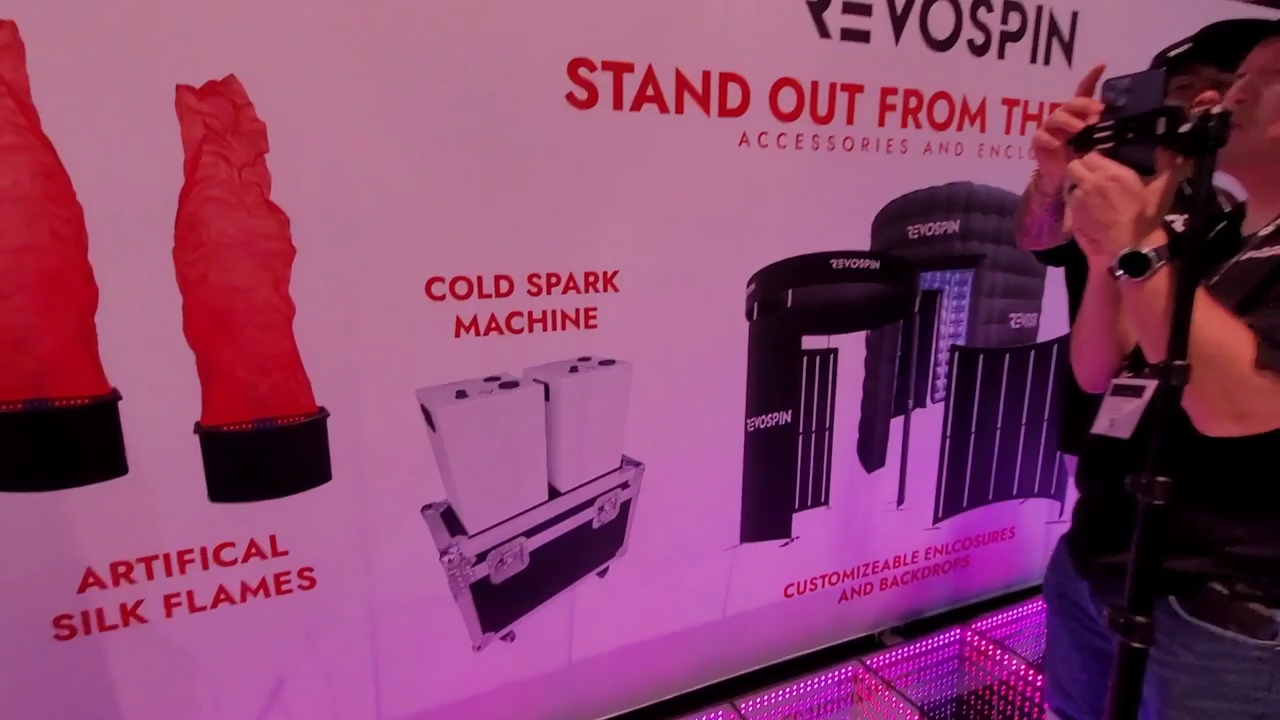 REVOSPIN
STAND OUT FROM THE
ACCESSORIES AND
COLD SPARK
MACHINE
REVOSPIN
REVOSPIN
REVOSPIN
ARTIFICAL
SILK FLAMES
CUSTOMIZEABLE ENLCOSURES
AND BACKDROPS